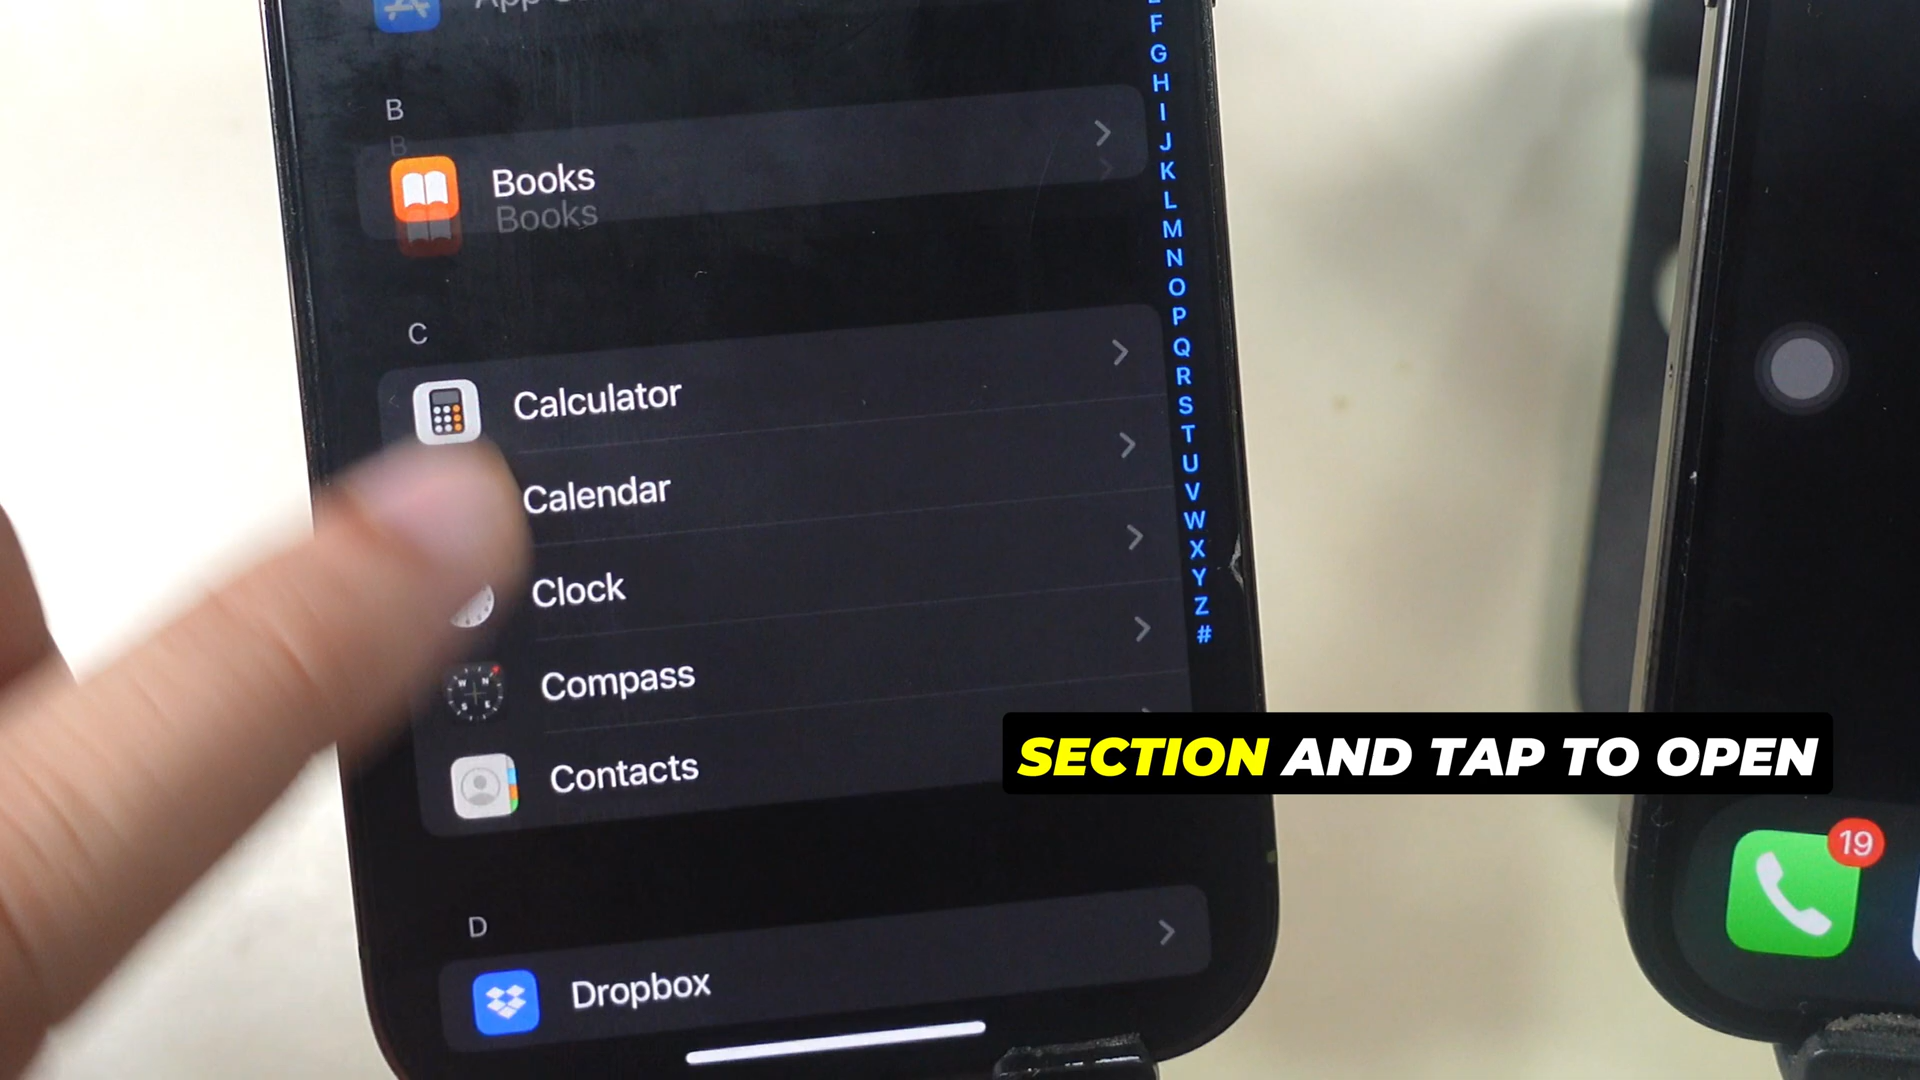 B
Books
Books
C
Calculator
Calendar
Clock
Compass
Contacts
D
Dropbox
F
G
H
I
J
K
L
M
N
O
P
Q
R
S
T
U
V
W
X
Y
Z
#
SECTION AND TAP TO OPEN
19